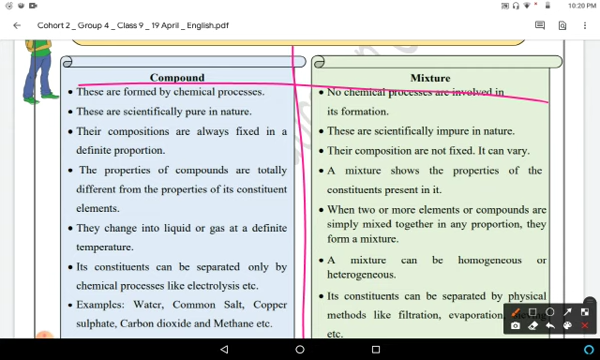 10:20 PM
Cohort 2 _ Group 4 _ Class 9 _ 19 April _ English.pdf
Compound
• These are formed by chemical processes.
• These are scientifically pure in nature.
• Their compositions are always fixed in a
definite proportion.
• The properties of compounds are totally
different from the properties of its constituent
elements.
• They change into liquid or gas at a definite
temperature.
• Its constituents can be separated only by
chemical processes like electrolysis etc.
• Examples: Water, Common Salt, Copper
sulphate, Carbon dioxide and Methane etc.
Mixture
• No chemical processes are involved in
its formation.
• These are scientifically impure in nature.
• Their composition are not fixed. It can vary.
• A mixture shows the properties of the
constituents present in it.
• When two or more elements or compounds are
simply mixed together in any proportion, they
form a mixture.
• A mixture can be homogeneous or
heterogeneous.
• Its constituents can be separated by physical
methods like filtration, evaporation,
etc.